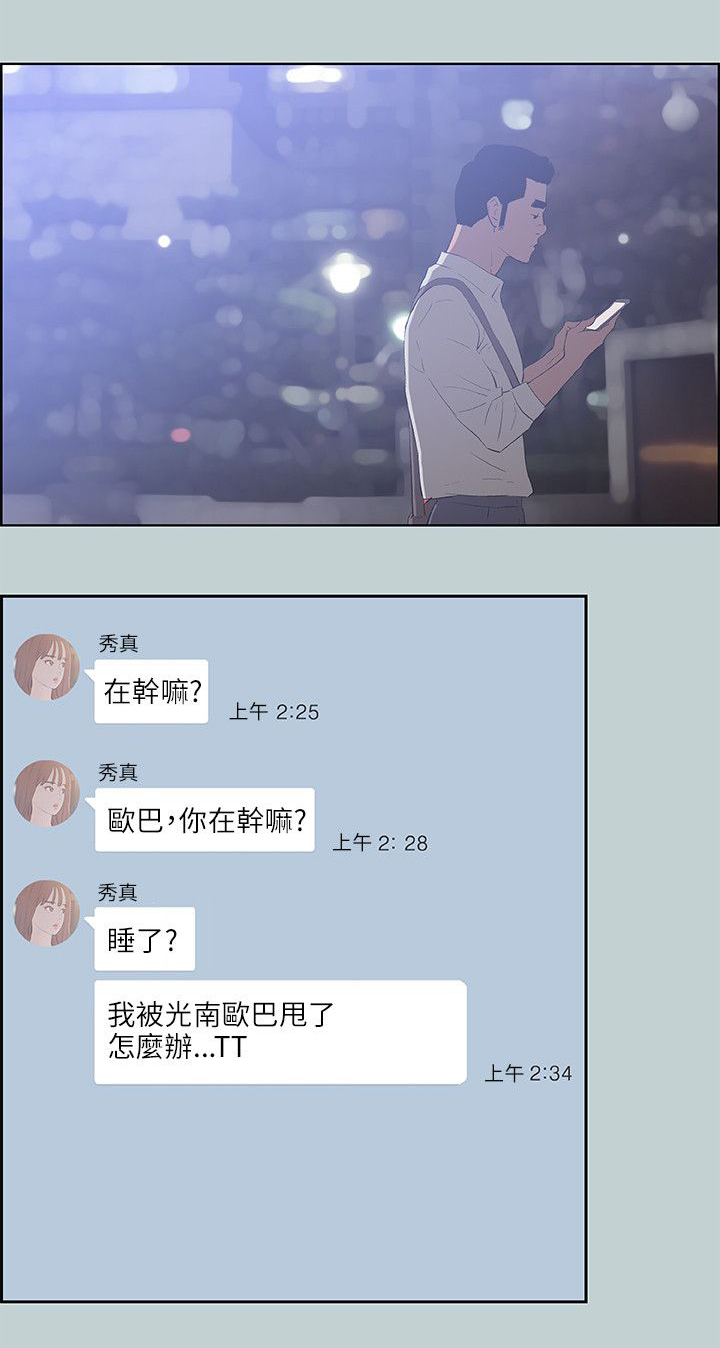 秀真
在幹嘛?
上午 2:25
秀真
歐巴,你在幹嘛?
上午 2: 28
秀真
睡了?
我被光南歐巴甩了
怎麼辦...TT
上午 2:34